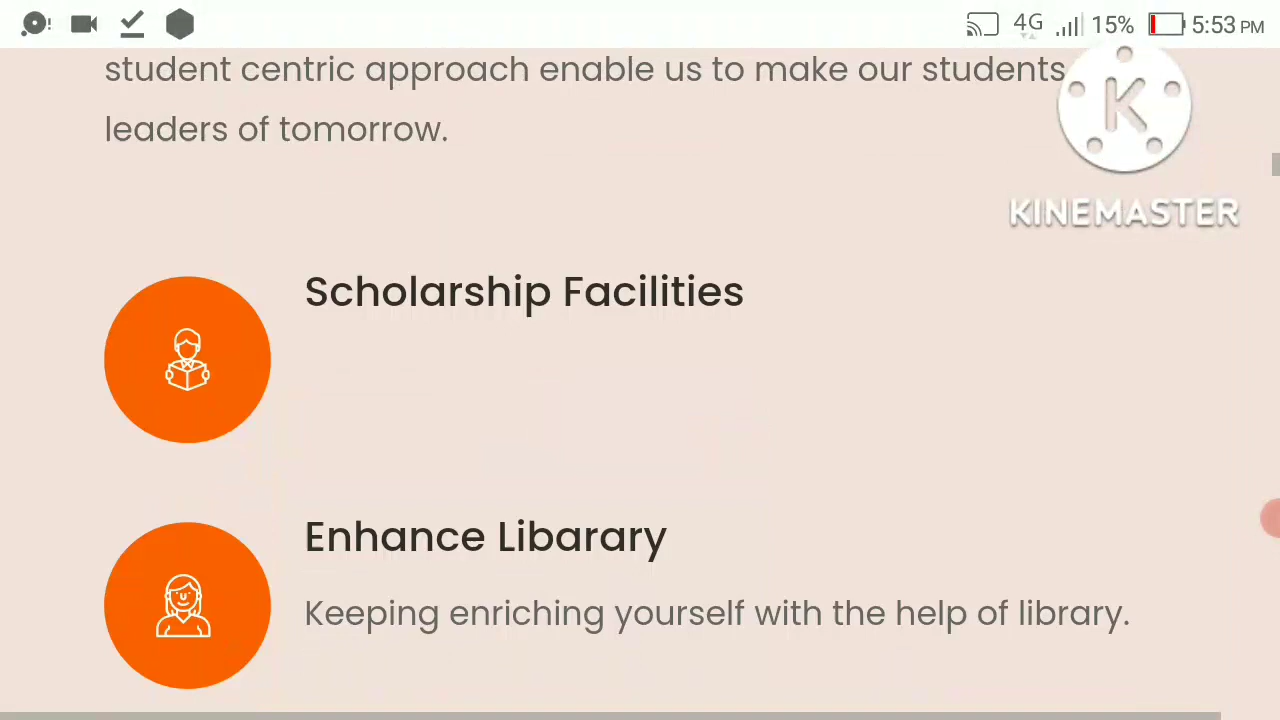 4G 15% 5:53 PM
student centric approach enable us to make our students
leaders of tomorrow.
K
KINEMASTER
Scholarship Facilities
Enhance Libarary
Keeping enriching yourself with the help of library.